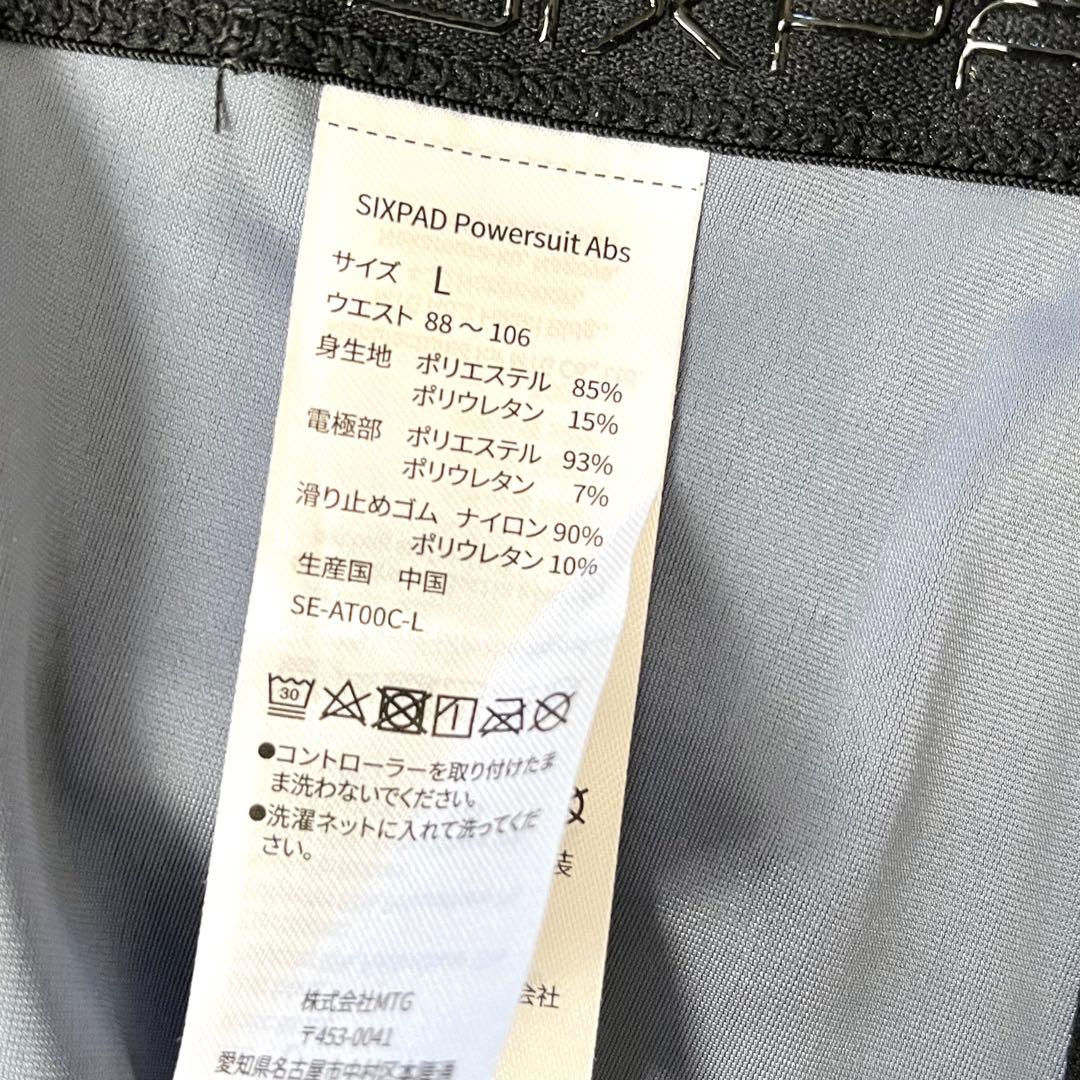 SIXPAD Powersuit Abs
サイズ L
ウエスト 88～106
身生地 ポリエステル 85%
ポリウレタン 15%
電極部 ポリエステル 93%
ポリウレタン 7%
滑り止めゴム ナイロン 90%
ポリウレタン 10%
生産国 中国
SE-AT00C-L
30
●コントローラーを取り付けたま
ま洗わないでください。
●洗濯ネットに入れて洗ってくだ
さい。
株式会社MTG
〒453-0041
愛知県名古屋市中村区本陣通
会社